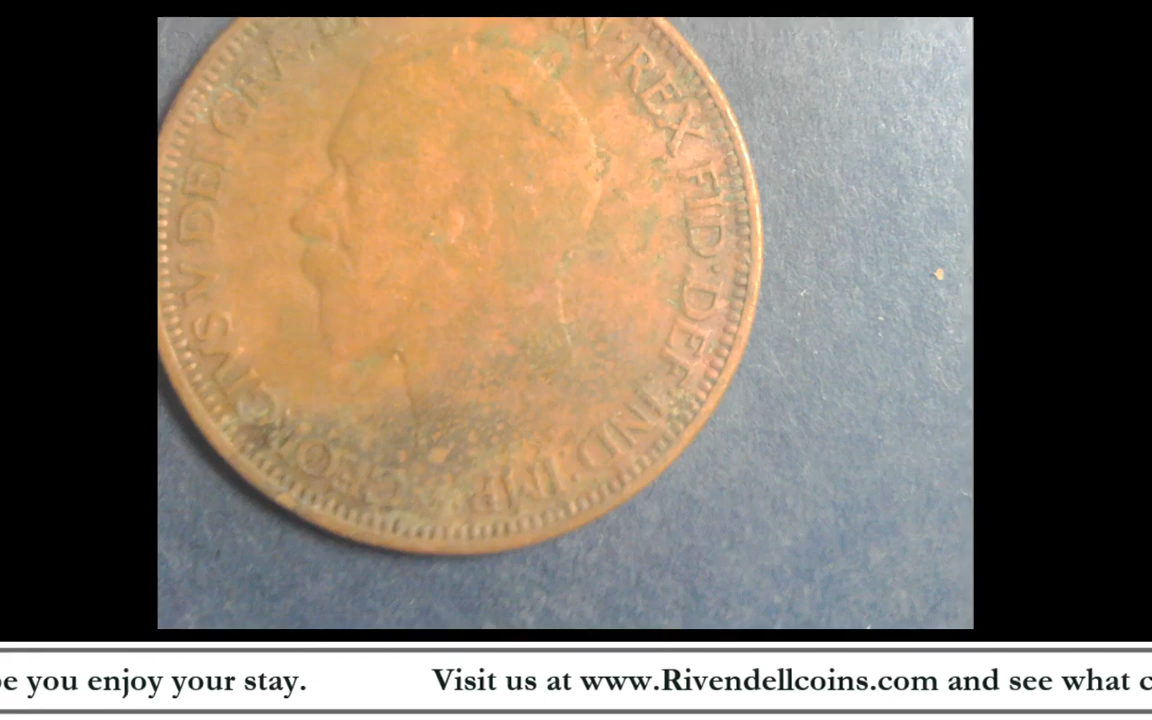 GEORGIVS V DEI GRA: REX FID: DEF IND: IMP
be you enjoy your stay. Visit us at www.Rivendellcoins.com and see what c